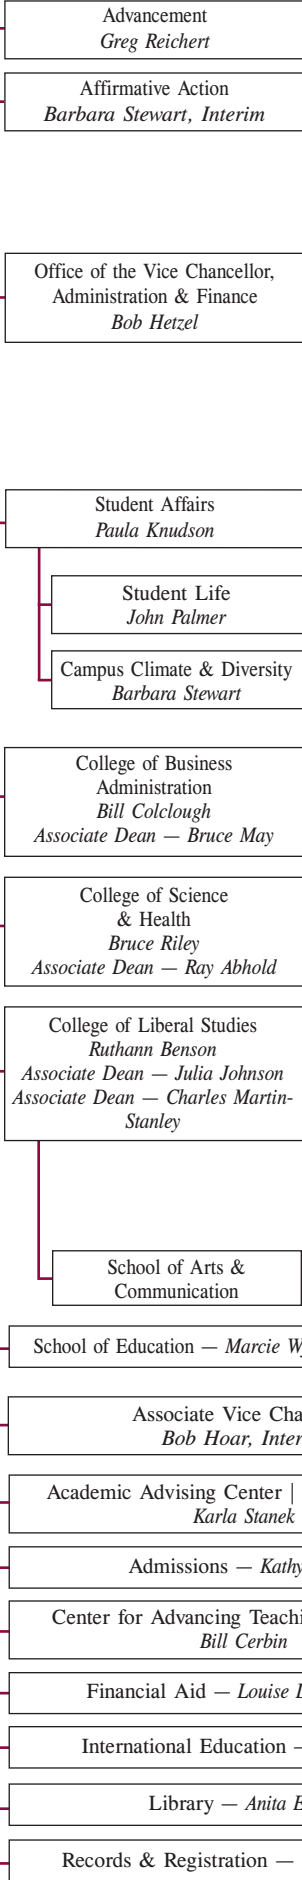 Advancement
Greg Reichert
Affirmative Action
Barbara Stewart, Interim
Office of the Vice Chancellor,
Administration & Finance
Bob Hetzel
Student Affairs
Paula Knudson
Student Life
John Palmer
Campus Climate & Diversity
Barbara Stewart
College of Business
Administration
Bill Colclough
Associate Dean — Bruce May
College of Science
& Health
Bruce Riley
Associate Dean — Ray Abhold
College of Liberal Studies
Ruthann Benson
Associate Dean — Julia Johnson
Associate Dean — Charles Martin-
Stanley
School of Arts &
Communication
School of Education — Marcie
Associate Vice
Bob Hoar,
Academic Advising Center |
Karla Stanek
Admissions — Kathy
Center for Advancing
Bill Cerbin
Financial Aid — Louise
International Education –
Library — Anita
Records & Registration —